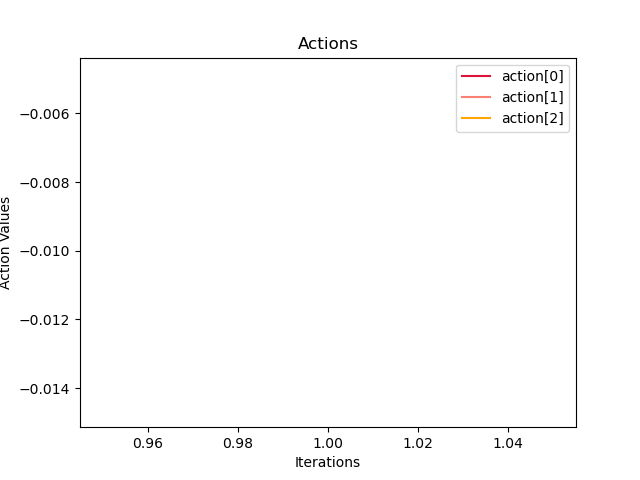 Actions
action[0]
action[1]
action[2]
−0.006
−0.008
−0.010
−0.012
−0.014
Action Values
0.96 0.98 1.00 1.02 1.04
Iterations